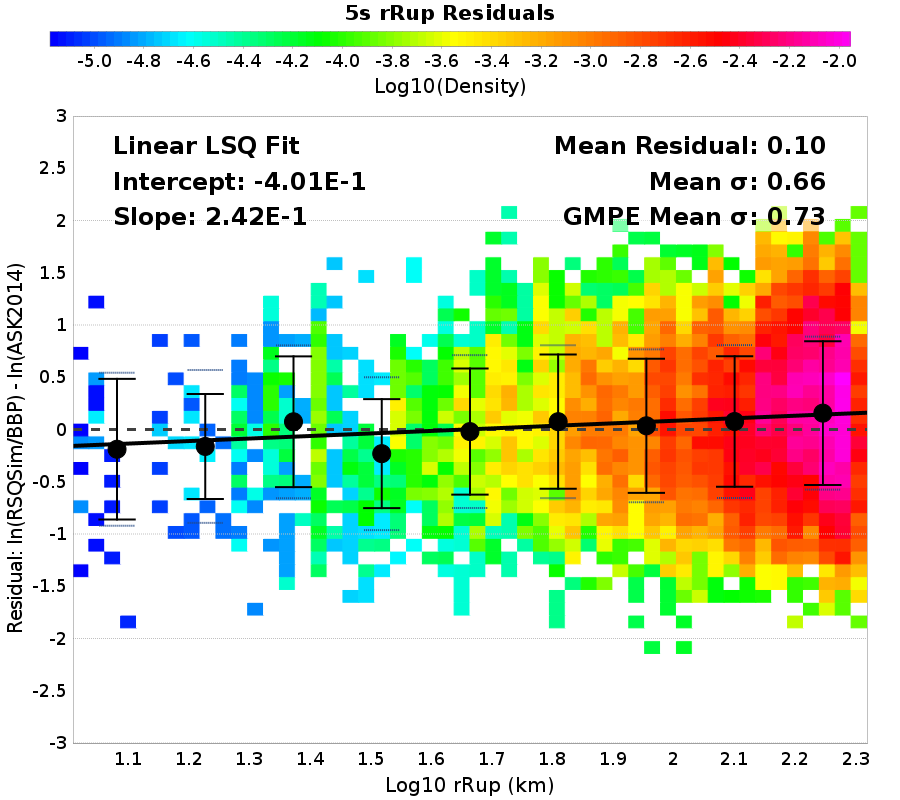 5s rRup Residuals
-5.0 -4.8 -4.6 -4.4 -4.2 -4.0 -3.8 -3.6 -3.4 -3.2 -3.0 -2.8 -2.6 -2.4 -2.2 -2.0
Log10(Density)
Linear LSQ Fit
Intercept: -4.01E-1
Slope: 2.42E-1
Mean Residual: 0.10
Mean σ: 0.66
GMPE Mean σ: 0.73
Residual: ln(RSQSim/BBP) - ln(ASK2014)
3
2.5
2
1.5
1
0.5
0
-0.5
-1
-1.5
-2
-2.5
-3
1.1 1.2 1.3 1.4 1.5 1.6 1.7 1.8 1.9 2 2.1 2.2 2.3
Log10 rRup (km)